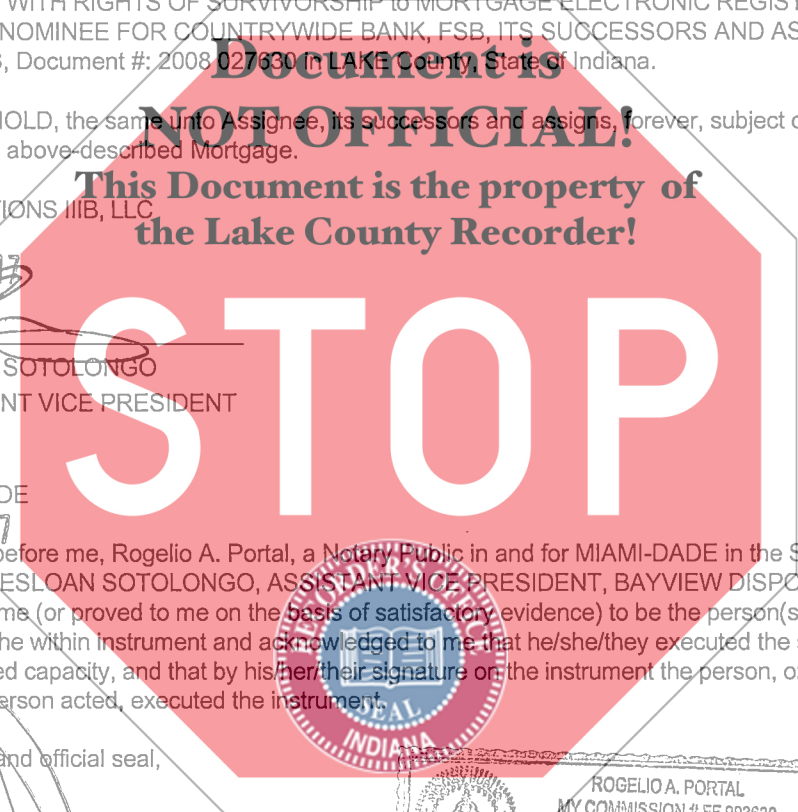 WITH RIGHTS OF SURVIVORSHIP to MORTGAGE ELECTRONIC REGIST
NOMINEE FOR COUNTRYWIDE BANK, FSB, ITS SUCCESSORS AND AS
Document is
, Document #: 2008 027630 in LAKE County, State of Indiana.
NOT OFFICIAL!
HOLD, the same unto Assignee, its successors and assigns, forever, subject
above-described Mortgage.
This Document is the property of
TIONS IIIB, LLC
the Lake County Recorder!
STOP
SOTOLONGO
NT VICE PRESIDENT
DE
before me, Rogelio A. Portal, a Notary Public in and for MIAMI-DADE in the S
ESLOAN SOTOLONGO, ASSISTANT VICE PRESIDENT, BAYVIEW DISPO
me (or proved to me on the basis of satisfactory evidence) to be the person(s
he within instrument and acknowledged to me that he/she/they executed the
ed capacity, and that by his/her/their signature on the instrument the person, o
erson acted, executed the instrument.
RECORDER'S OFFICE
SEAL
INDIANA
and official seal,
ROGELIO A. PORTAL
MY COMMISSION # FF